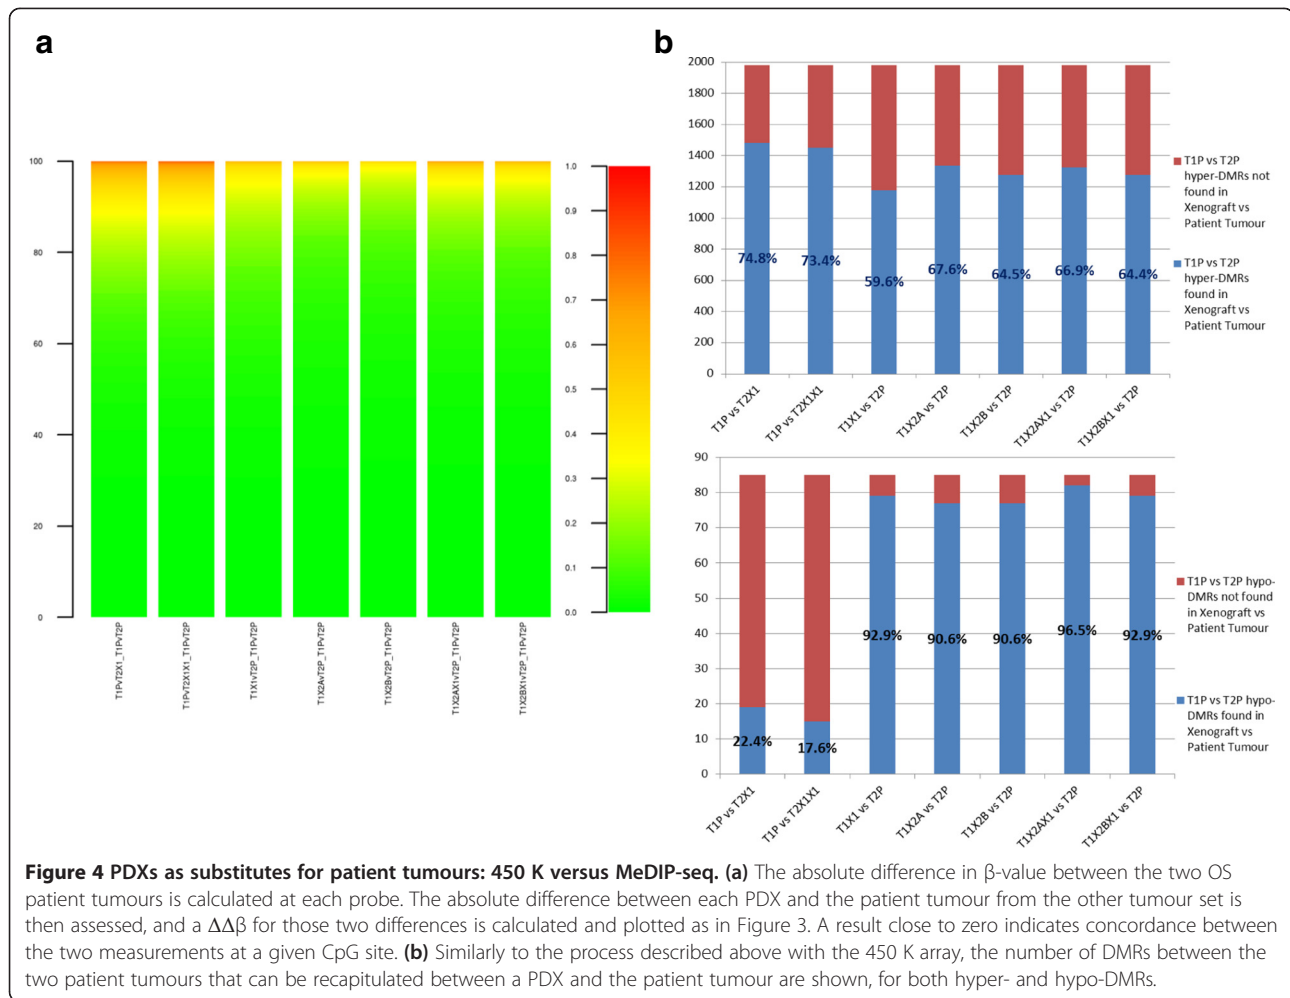 a
100
80
60
40
20
0
T1PvT2X1_T1PvT2P
T1PvT2X1X1_T1PvT2P
T1X1vT2P_T1PvT2P
T1X2AvT2P_T1PvT2P
T1X2BvT2P_T1PvT2P
T1X2AX1vT2P_T1PvT2P
T1X2BX1vT2P_T1PvT2P
1.0
0.9
0.8
0.7
0.6
0.5
0.4
0.3
0.2
0.1
0.0
b
2000
1800
1600
1400
1200
1000
800
600
400
200
0
74.8%
73.4%
59.6%
67.6%
64.5%
66.9%
64.4%
T1P vs T2X1
T1P vs T2X1X1
T1X1 vs T2P
T1X2A vs T2P
T1X2B vs T2P
T1X2AX1 vs T2P
T1X2BX1 vs T2P
T1P vs T2P
hyper-DMRs not
found in
Xenograft vs
Patient Tumour
T1P vs T2P
hyper-DMRs
found in
Xenograft vs
Patient Tumour
90
80
70
60
50
40
30
20
10
0
22.4%
17.6%
92.9%
90.6%
90.6%
96.5%
92.9%
T1P vs T2X1
T1P vs T2X1X1
T1X1 vs T2P
T1X2A vs T2P
T1X2B vs T2P
T1X2AX1 vs T2P
T1X2BX1 vs T2P
T1P vs T2P hypo-
DMRs not found
in Xenograft vs
Patient Tumour
T1P vs T2P hypo-
DMRs found in
Xenograft vs
Patient Tumour
Figure 4 PDXs as substitutes for patient tumours: 450 K versus MeDIP-seq. (a) The absolute difference in β-value between the two OS
patient tumours is calculated at each probe. The absolute difference between each PDX and the patient tumour from the other tumour set is
then assessed, and a ΔΔβ for those two differences is calculated and plotted as in Figure 3. A result close to zero indicates concordance between
the two measurements at a given CpG site. (b) Similarly to the process described above with the 450 K array, the number of DMRs between the
two patient tumours that can be recapitulated between a PDX and the patient tumour are shown, for both hyper- and hypo-DMRs.